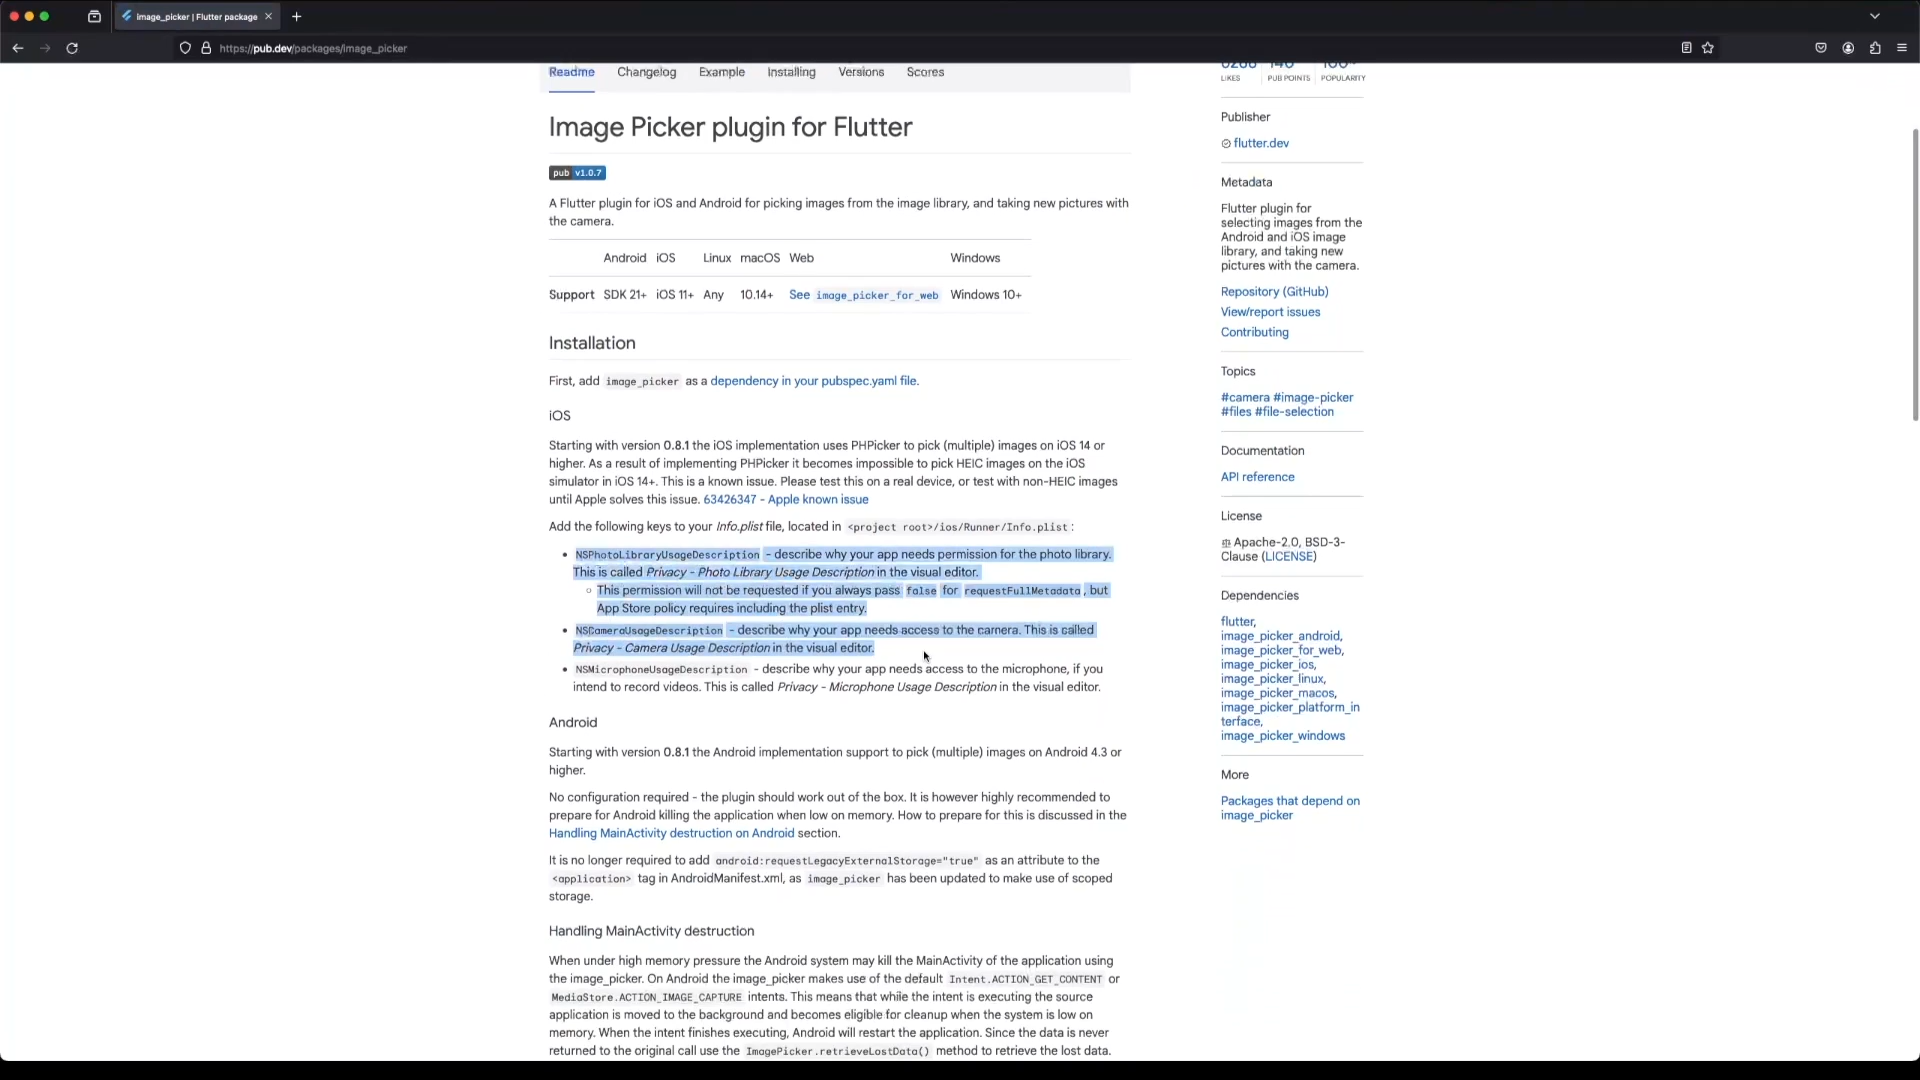 image_picker | Flutter package
https://pub.dev/packages/image_picker
Readme Changelog Example Installing Versions Scores
LIKES PUB POINTS POPULARITY
Image Picker plugin for Flutter
pub v1.0.7
A Flutter plugin for iOS and Android for picking images from the image library, and taking new pictures with
the camera.
Android iOS Linux macOS Web Windows
Support SDK 21+ iOS 11+ Any 10.14+ See image_picker_for_web Windows 10+
Installation
First, add image_picker as a dependency in your pubspec.yaml file.
iOS
Starting with version 0.8.1 the iOS implementation uses PHPicker to pick (multiple) images on iOS 14 or
higher. As a result of implementing PHPicker it becomes impossible to pick HEIC images on the iOS
simulator in iOS 14+. This is a known issue. Please test this on a real device, or test with non-HEIC images
until Apple solves this issue. 63426347 - Apple known issue
Add the following keys to your Info.plist file, located in <project root>/ios/Runner/Info.plist :
NSPhotoLibraryUsageDescription - describe why your app needs permission for the photo library.
This is called Privacy - Photo Library Usage Description in the visual editor.
This permission will not be requested if you always pass false for requestFullMetadata , but
App Store policy requires including the plist entry.
NSCameraUsageDescription - describe why your app needs access to the camera. This is called
Privacy - Camera Usage Description in the visual editor.
NSMicrophoneUsageDescription - describe why your app needs access to the microphone, if you
intend to record videos. This is called Privacy - Microphone Usage Description in the visual editor.
Android
Starting with version 0.8.1 the Android implementation support to pick (multiple) images on Android 4.3 or
higher.
No configuration required - the plugin should work out of the box. It is however highly recommended to
prepare for Android killing the application when low on memory. How to prepare for this is discussed in the
Handling MainActivity destruction on Android section.
It is no longer required to add android:requestLegacyExternalStorage="true" as an attribute to the
<application> tag in AndroidManifest.xml, as image_picker has been updated to make use of scoped
storage.
Handling MainActivity destruction
When under high memory pressure the Android system may kill the MainActivity of the application using
the image_picker. On Android the image_picker makes use of the default Intent.ACTION_GET_CONTENT or
MediaStore.ACTION_IMAGE_CAPTURE intents. This means that while the intent is executing the source
application is moved to the background and becomes eligible for cleanup when the system is low on
memory. When the intent finishes executing, Android will restart the application. Since the data is never
returned to the original call use the ImagePicker.retrieveLostData() method to retrieve the lost data.
Publisher
flutter.dev
Metadata
Flutter plugin for
selecting images from the
Android and iOS image
library, and taking new
pictures with the camera.
Repository (GitHub)
View/report issues
Contributing
Topics
#camera #image-picker
#files #file-selection
Documentation
API reference
License
Apache-2.0, BSD-3-
Clause (LICENSE)
Dependencies
flutter,
image_picker_android,
image_picker_for_web,
image_picker_ios,
image_picker_linux,
image_picker_macos,
image_picker_platform_in
terface,
image_picker_windows
More
Packages that depend on
image_picker